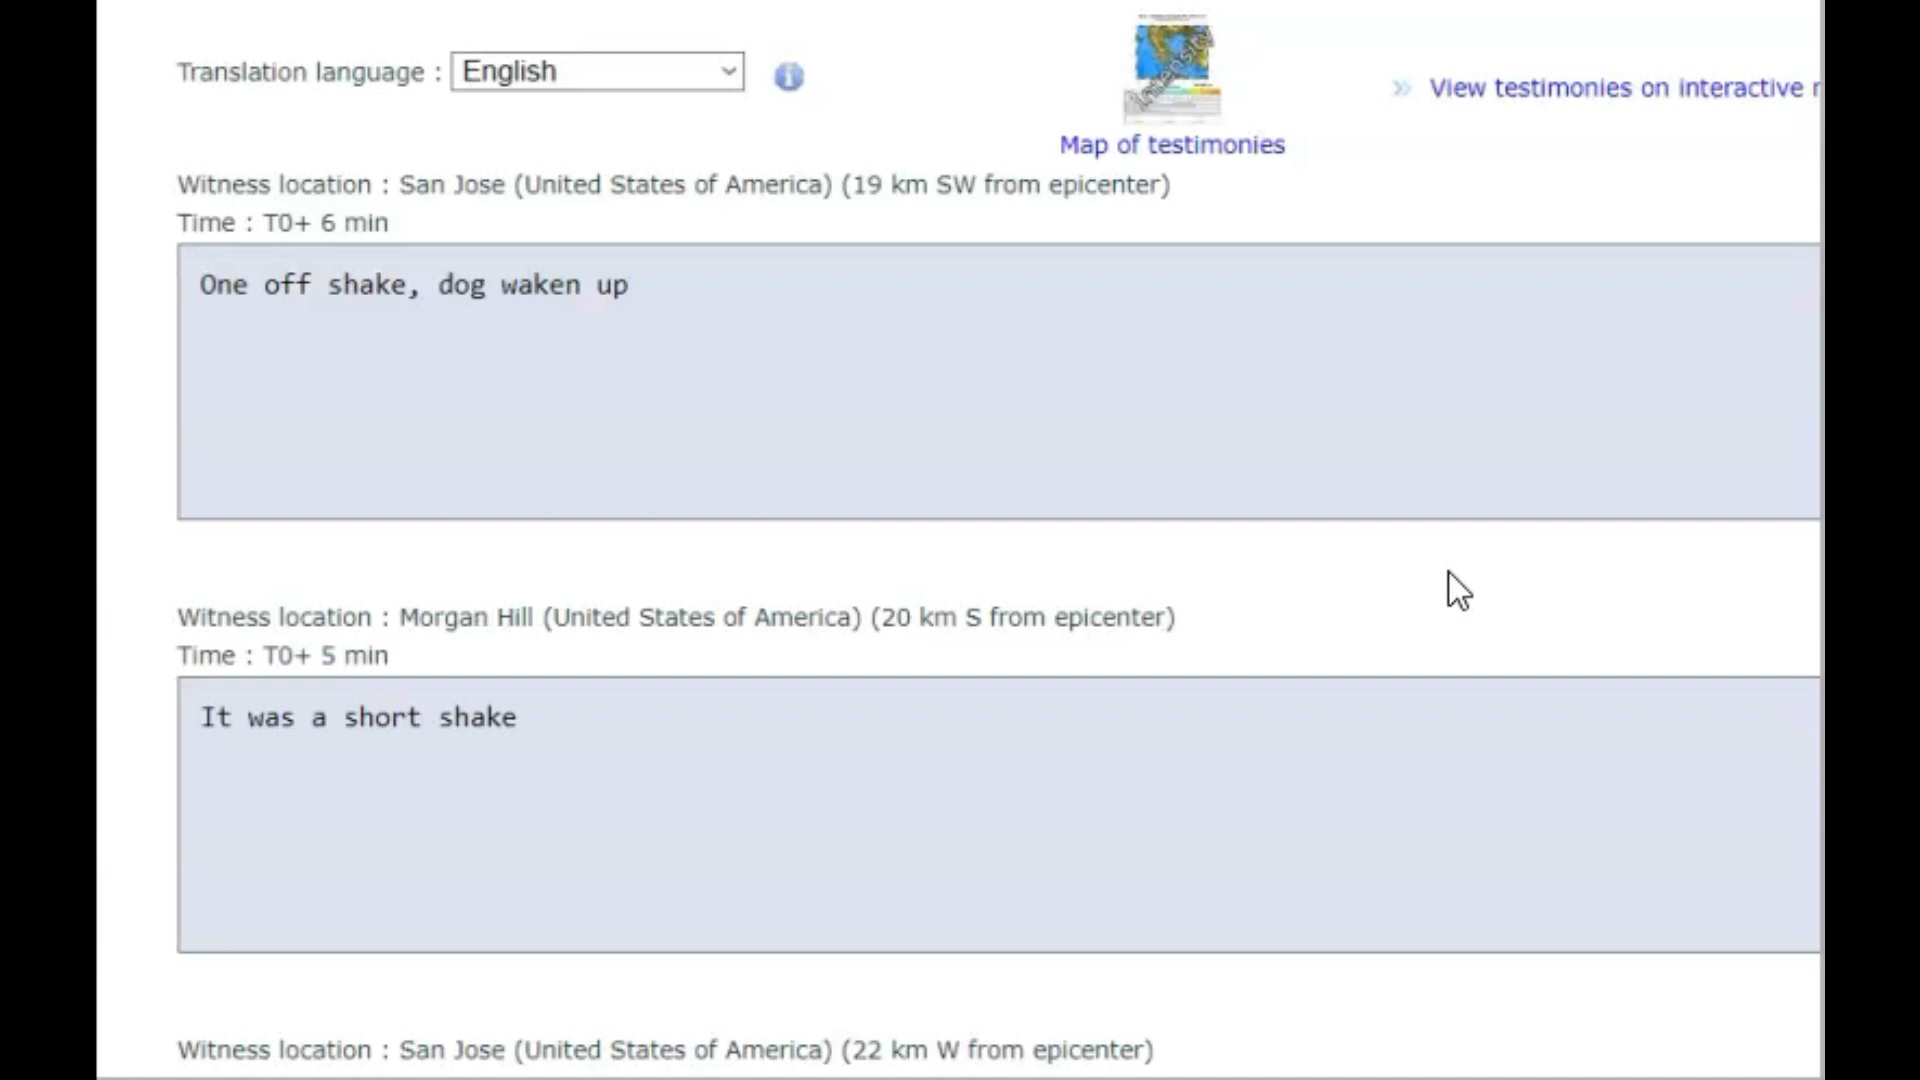 Translation language : English
Intensity
View testimonies on interactive
Map of testimonies
Witness location : San Jose (United States of America) (19 km SW from epicenter)
Time : T0+ 6 min
One off shake, dog waken up
Witness location : Morgan Hill (United States of America) (20 km S from epicenter)
Time : T0+ 5 min
It was a short shake
Witness location : San Jose (United States of America) (22 km W from epicenter)